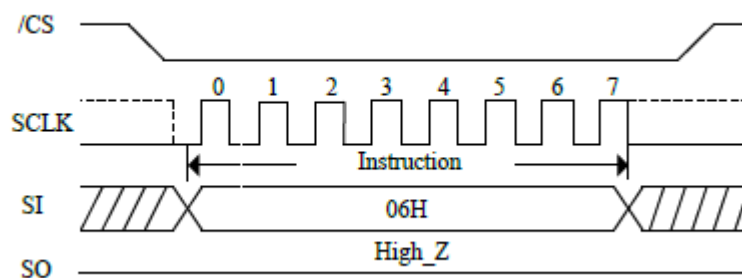 /CS
0 1 2 3 4 5 6 7
SCLK
Instruction
SI
06H
High_Z
SO